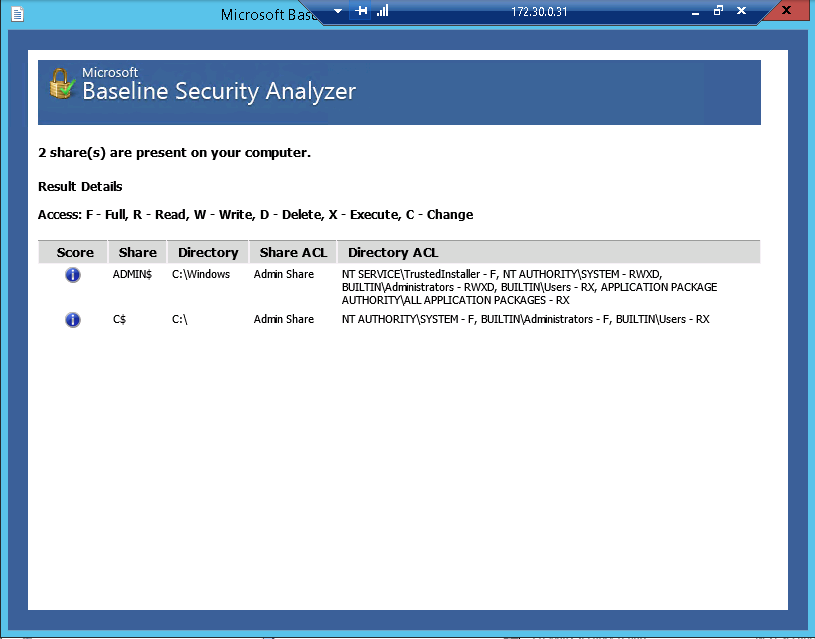 Microsoft Bas
172.30.0.31
Microsoft
Baseline Security Analyzer
2 share(s) are present on your computer.
Result Details
Access: F - Full, R - Read, W - Write, D - Delete, X - Execute, C - Change
Score Share Directory Share ACL Directory ACL
ADMIN$ C:\Windows Admin Share NT SERVICE\TrustedInstaller - F, NT AUTHORITY\SYSTEM - RWXD,
BUILTIN\Administrators - RWXD, BUILTIN\Users - RX, APPLICATION PACKAGE
AUTHORITY\ALL APPLICATION PACKAGES - RX
C$ C:\ Admin Share NT AUTHORITY\SYSTEM - F, BUILTIN\Administrators - F, BUILTIN\Users - RX